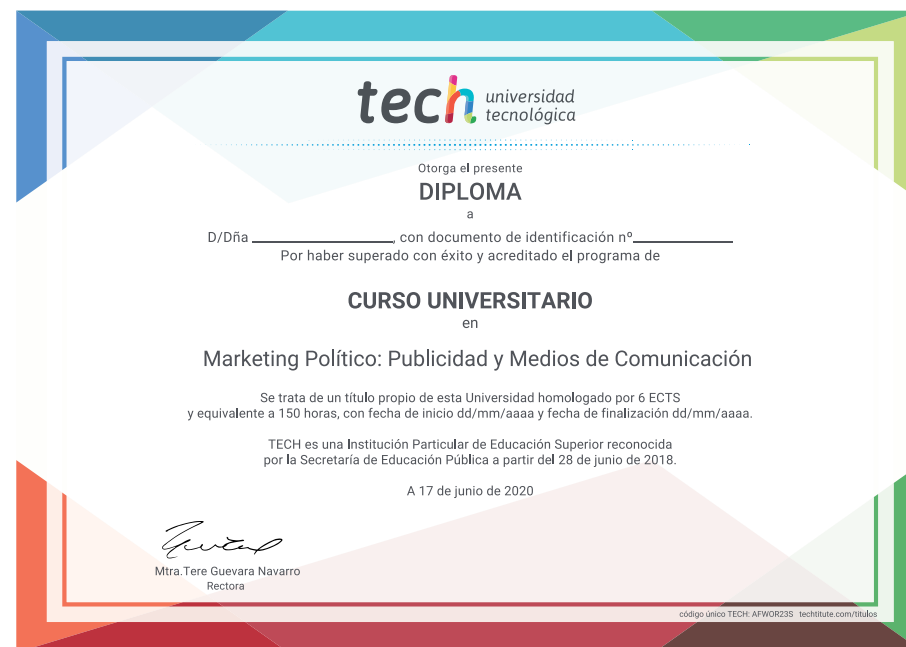 tech universidad
tecnológica
Otorga el presente
DIPLOMA
a
D/Dña ______________, con documento de identificación nº__________
Por haber superado con éxito y acreditado el programa de
CURSO UNIVERSITARIO
en
Marketing Político: Publicidad y Medios de Comunicación
Se trata de un título propio de esta Universidad homologado por 6 ECTS
y equivalente a 150 horas, con fecha de inicio dd/mm/aaaa y fecha de finalización dd/mm/aaaa.
TECH es una Institución Particular de Educación Superior reconocida
por la Secretaría de Educación Pública a partir del 28 de junio de 2018.
A 17 de junio de 2020
Mtra.Tere Guevara Navarro
Rectora
código único TECH: AFWOR23S techtitute.com/titulos